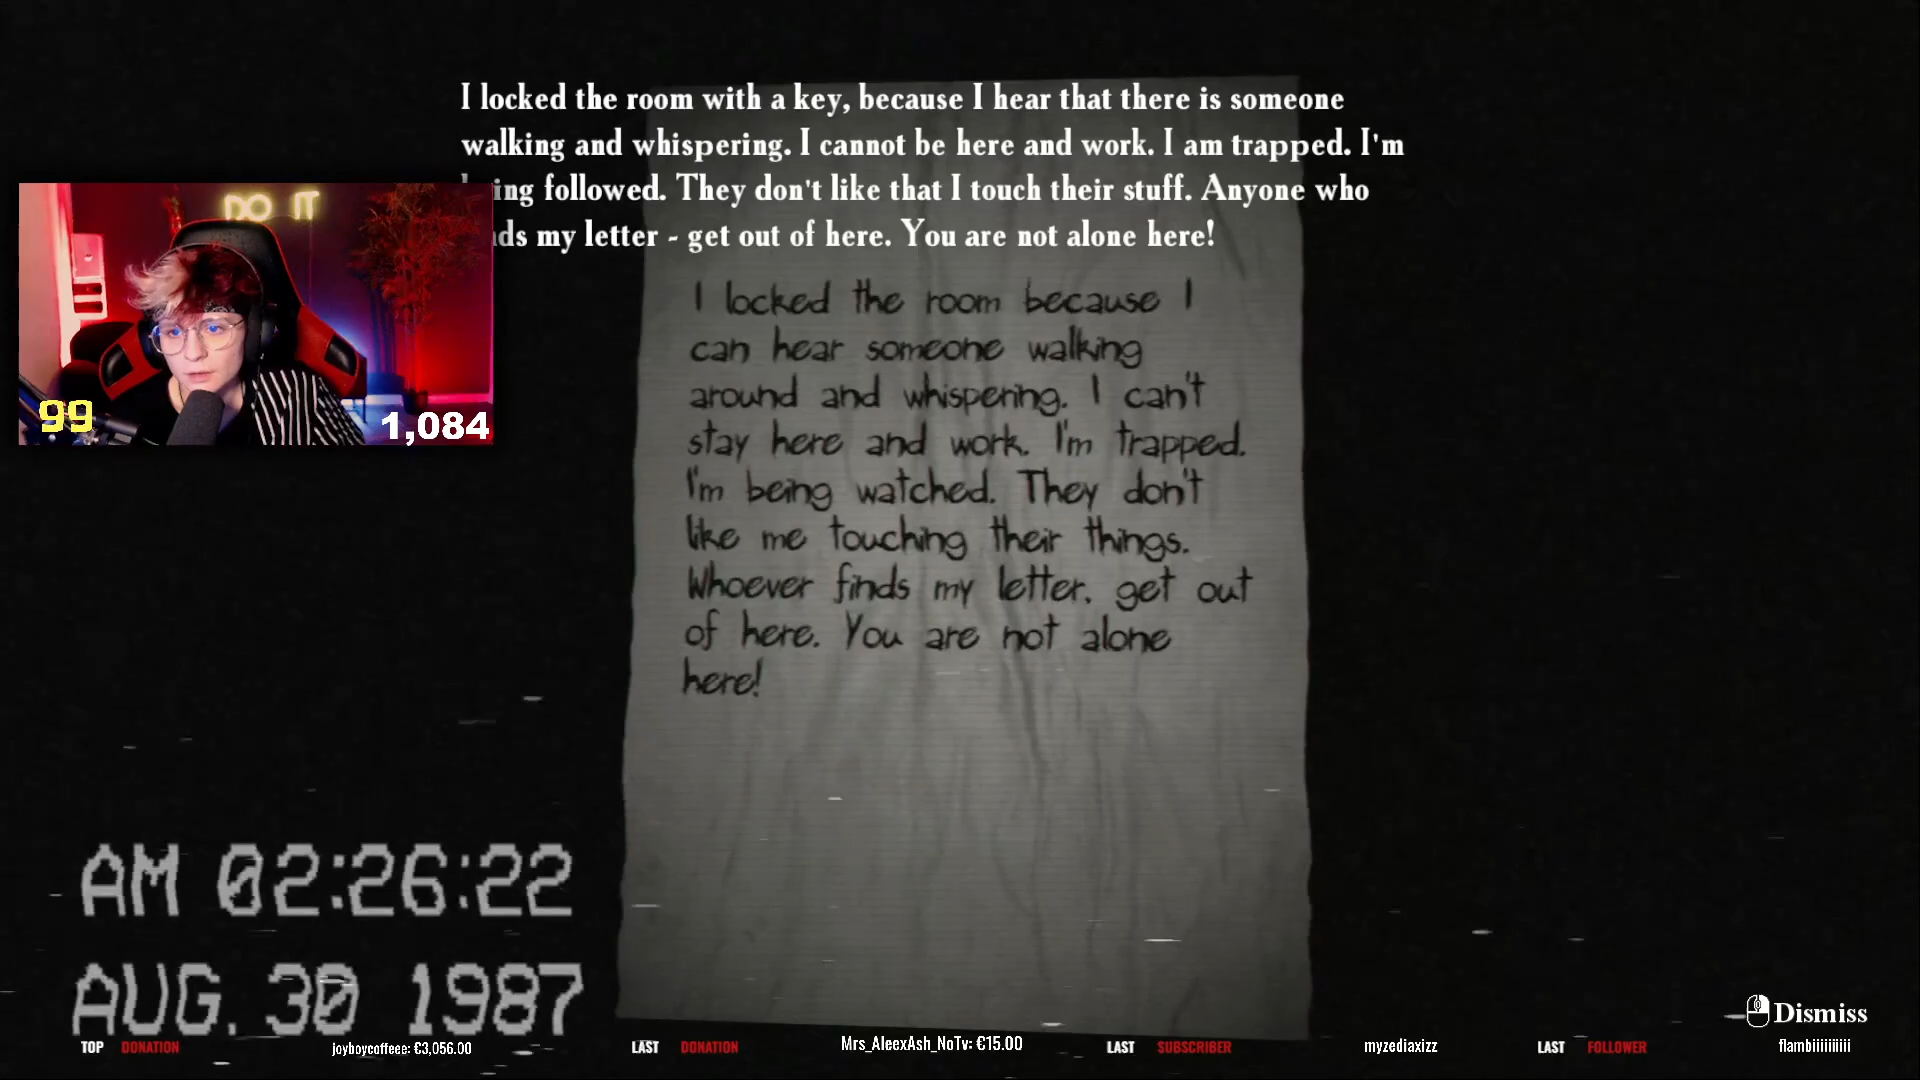 I locked the room with a key, because I hear that there is someone
walking and whispering. I cannot be here and work. I am trapped. I'm
followed. They don't like that I touch their stuff. Anyone who
my letter - get out of here. You are not alone here!
DO IT
99
1,084
I locked the room because I
can hear someone walking
around and whispering. I can't
stay here and work. I'm trapped.
I'm being watched. They don't
like me touching their things.
Whoever finds my letter. get out
of here. You are not alone
here!
AM 02:26:22
AUG. 30 1987
Dismiss
TOP DONATION joyboycoffeee: €3,056.00 LAST DONATION Mrs_AleexAsh_NoTv: €15.00 LAST SUBSCRIBER myzediaxizz LAST FOLLOWER